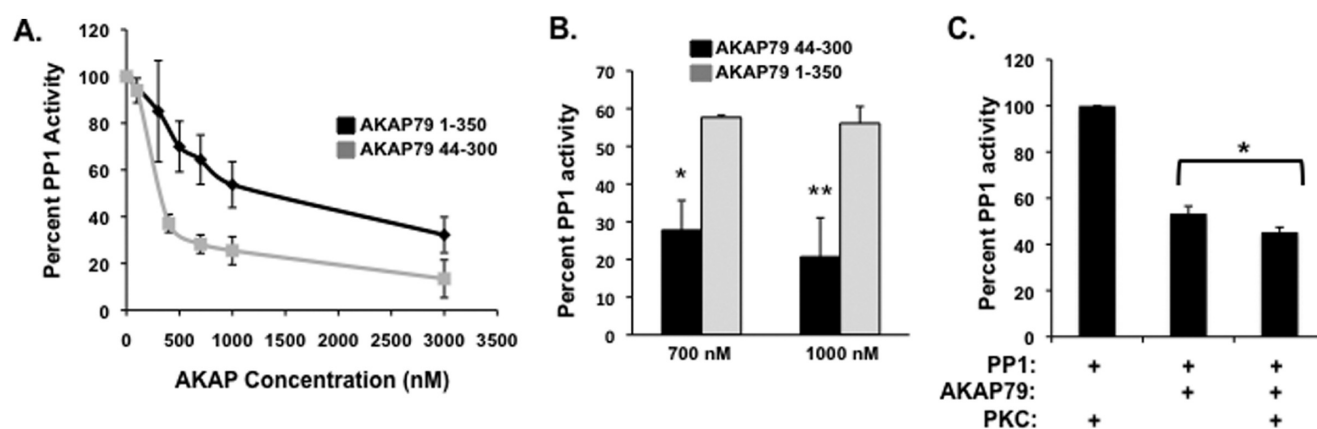 A.
120
100
80
60
40
20
0
Percent PP1 Activity
AKAP79 1-350
AKAP79 44-300
0 500 1000 1500 2000 2500 3000 3500
AKAP Concentration (nM)
B.
AKAP79 44-300
AKAP79 1-350
70
60
50
40
30
20
10
0
Percent PP1 activity
*
**
700 nM 1000 nM
C.
120
100
80
60
40
20
0
Percent PP1 activity
*
PP1: + + +
AKAP79: + +
PKC: + +